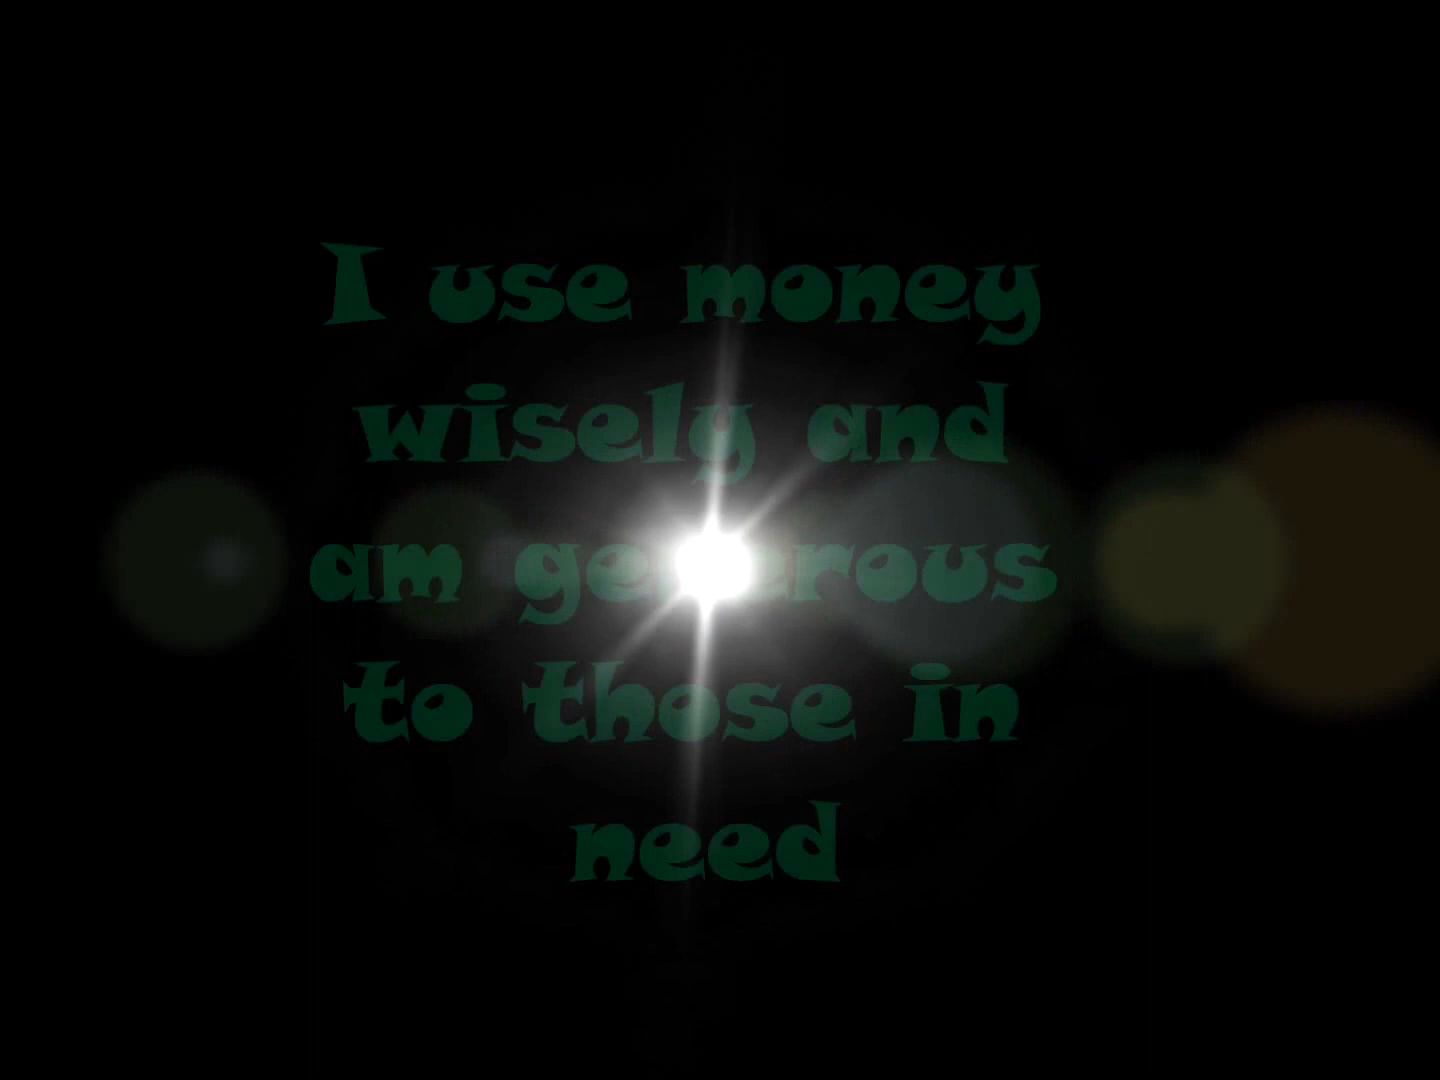 I use money
wisely and
am generous
to those in
need